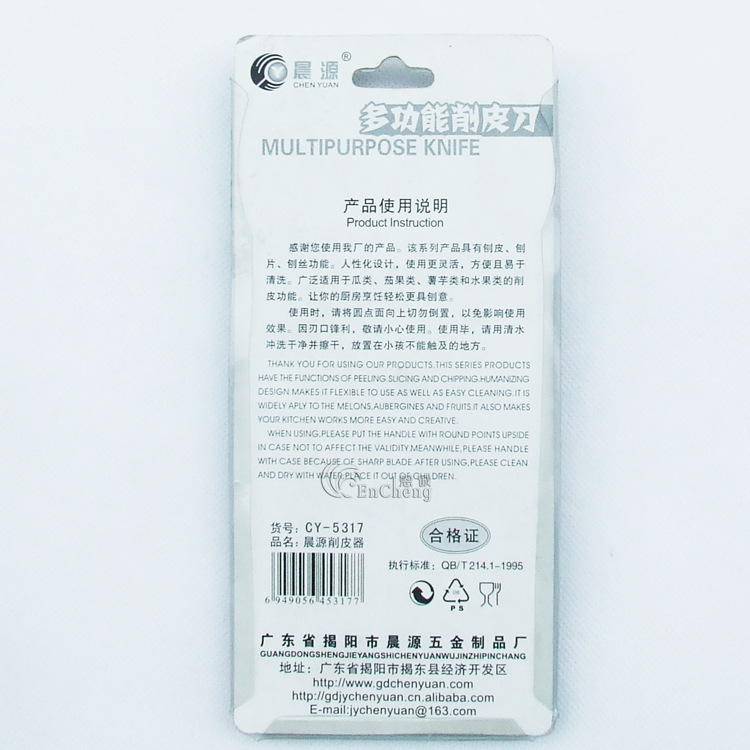 晨源®
CHEN YUAN
多功能削皮刀
MULTIPURPOSE KNIFE
产品使用说明
Product Instruction
感谢您使用我厂的产品。该系列产品具有刨皮、刨
片、刨丝功能。人性化设计，使用更灵活，方便且易于
清洗。广泛适用于瓜类、茄果类、薯芋类和水果类的削
皮功能。让你的厨房烹饪轻松更具创意。
使用时，请将圆点面向上切勿倒置，以免影响使用
效果。因刃口锋利，敬请小心使用。使用毕，请用清水
冲洗干净并擦干，放置在小孩不能触及的地方。
THANK YOU FOR USING OUR PRODUCTS.THIS SERIES PRODUCTS
HAVE THE FUNCTIONS OF PEELING.SLICING AND CHIPPING.HUMANIZING
DESIGN MAKES IT FLEXIBLE TO USE AS WELL AS EASY CLEANING.IT IS
WIDELY APLY TO THE MELONS,AUBERGINES AND FRUITS.IT ALSO MAKES
YOUR KITCHEN WORKS MORE EASY AND CREATIVE.
WHEN USING,PLEASE PUT THE HANDLE WITH ROUND POINTS UPSIDE
IN CASE NOT TO AFFECT THE VALIDITY.MEANWHILE,PLEASE HANDLE
WITH CASE BECAUSE OF SHARP BLADE AFTER USING,PLEASE CLEAN
AND DRY WITH WATER,PLACE IT OUT OF CHILDREN.
EnCheng
货号: CY-5317
品名: 晨源削皮器
合格证
执行标准: QB/T 214.1-1995
6 949056 453177
PS
广东省揭阳市晨源五金制品厂
GUANGDONGSHENGJIEYANGSHICHENYUANWUJINZHIPINCHANG
地址: 广东省揭阳市揭东县经济开发区
http://www.gdchenyuan.com
http://gdjychenyuan.cn.alibaba.com
E-mail:jychenyuan@163.com